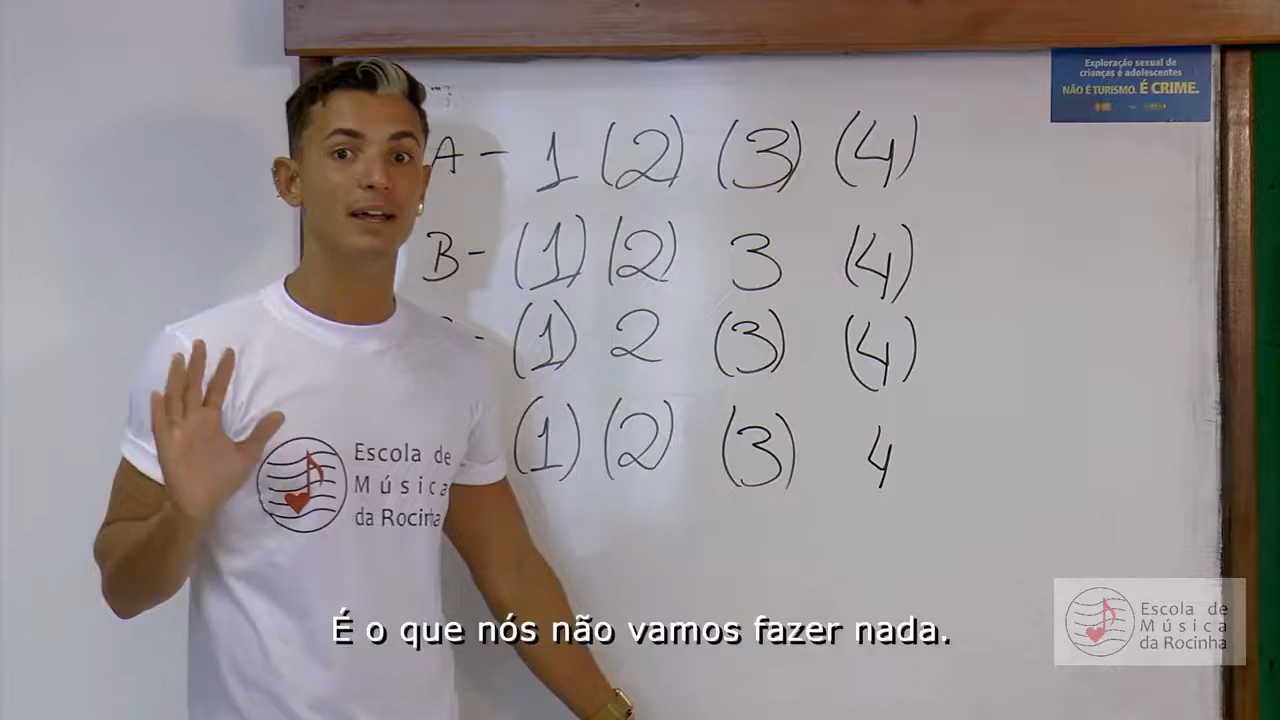 Exploração sexual de
crianças e adolescentes
NÃO É TURISMO. É CRIME.
A - 1 (2) (3) (4)
B- (1) (2) 3 (4)
- (1) 2 (3) (4)
(1) (2) (3) 4
Escola de
Música
da Rocinha
É o que nós não vamos fazer nada.
Escola de
Música
da Rocinha